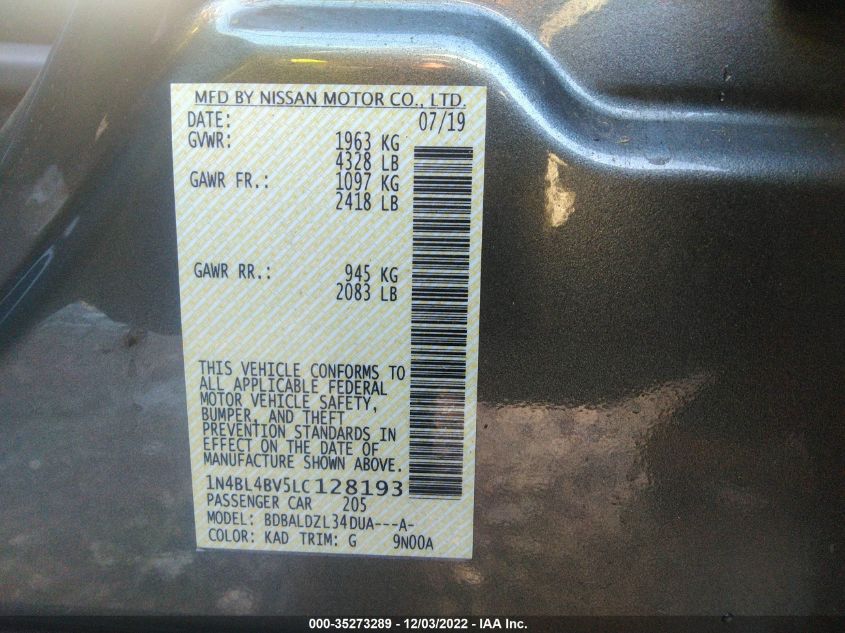 MFD BY NISSAN MOTOR CO., LTD.
DATE: 07/19
GVWR: 1963 KG
4328 LB
GAWR FR.: 1097 KG
2418 LB
GAWR RR.: 945 KG
2083 LB
THIS VEHICLE CONFORMS TO
ALL APPLICABLE FEDERAL
MOTOR VEHICLE SAFETY,
BUMPER, AND THEFT
PREVENTION STANDARDS IN
EFFECT ON THE DATE OF
MANUFACTURE SHOWN ABOVE.
1N4BL4BV5LC128193
PASSENGER CAR 205
MODEL: BDBALDZL34DUA---A-
COLOR: KAD TRIM: G 9N00A
000-35273289 - 12/03/2022 - IAA Inc.